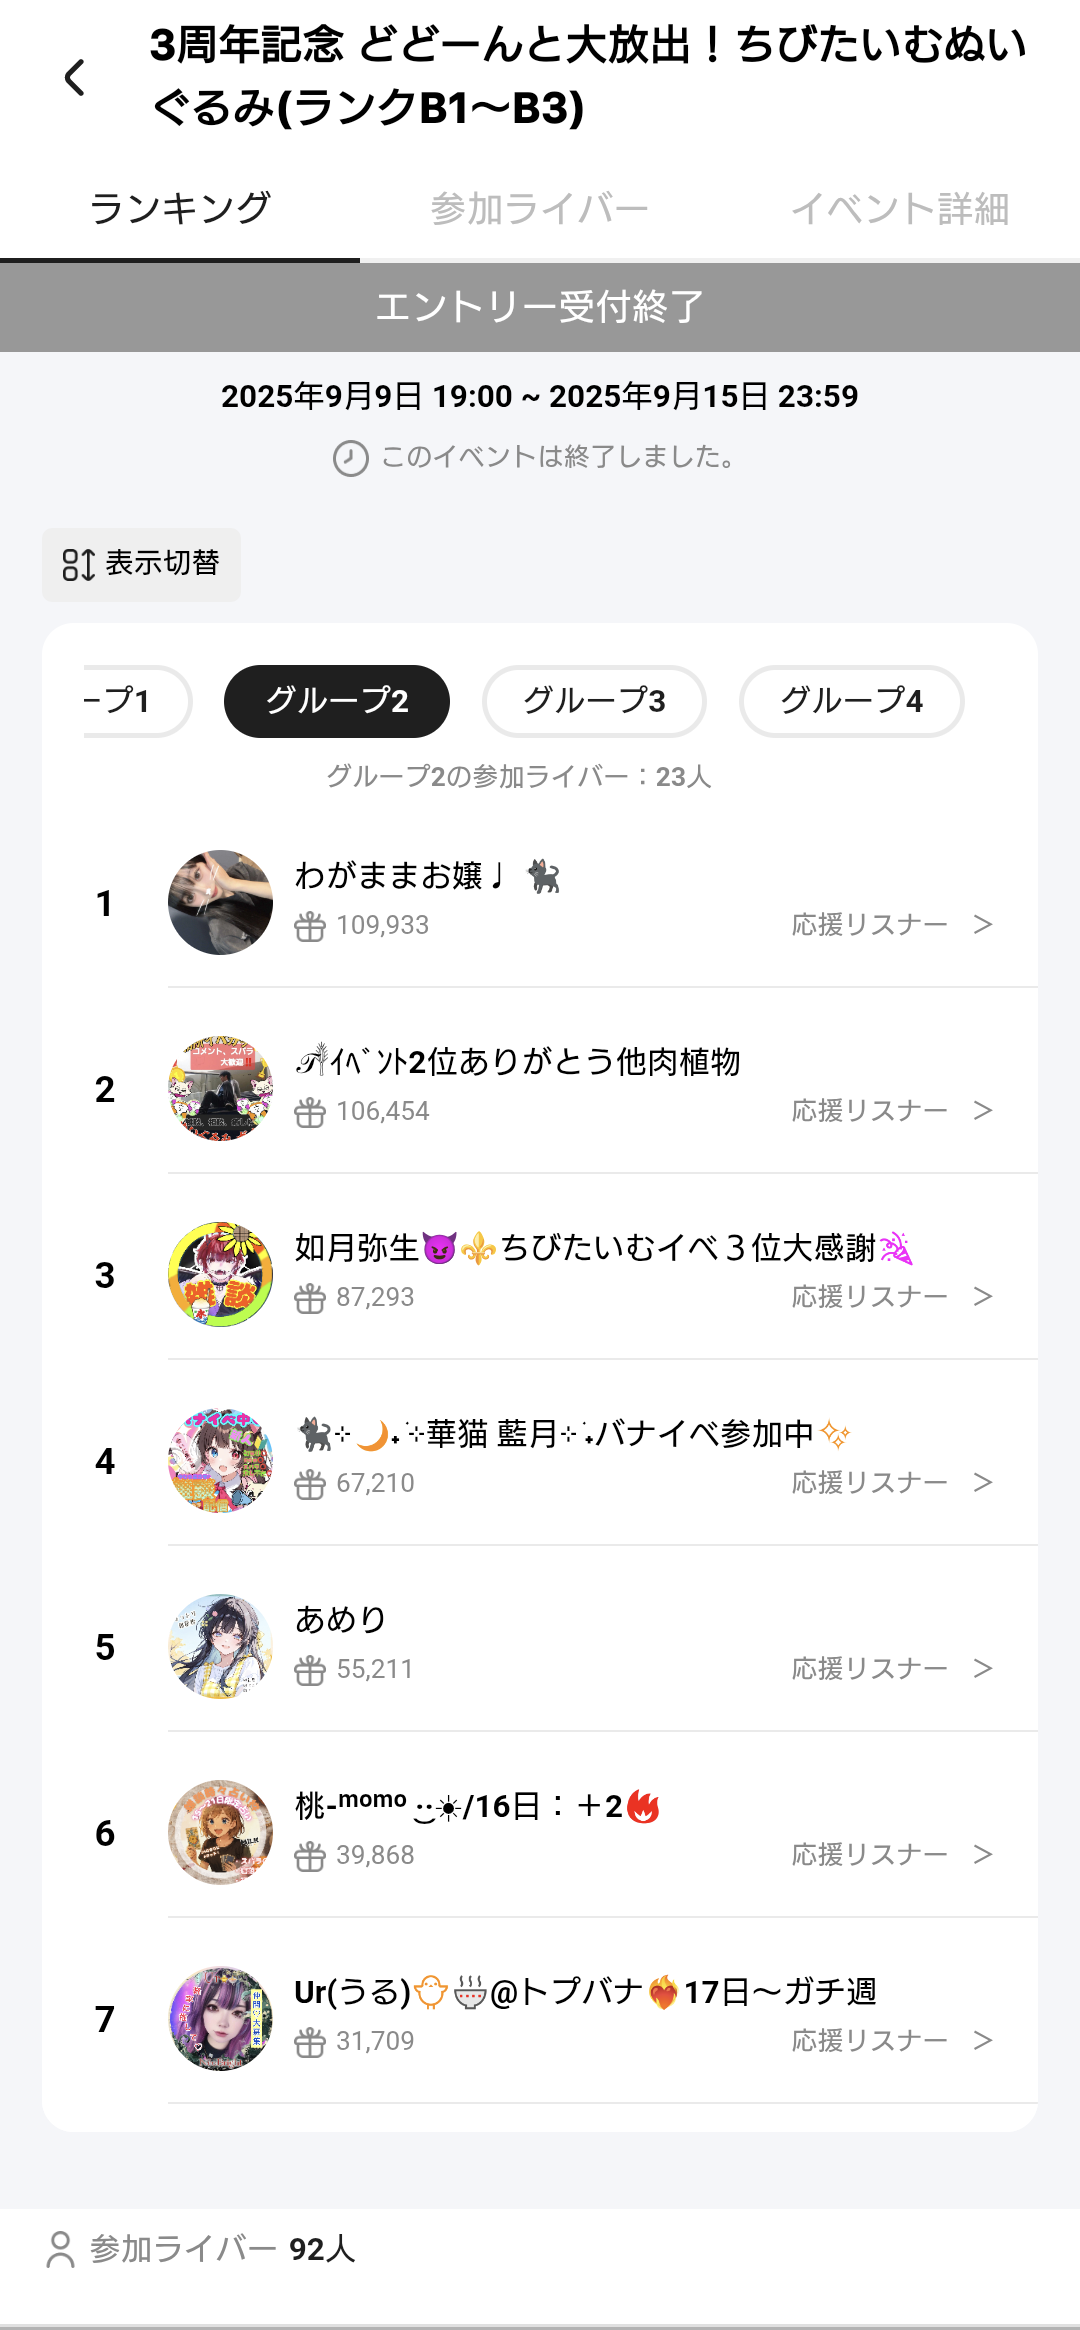 3周年記念 どどーんと大放出！ちびたいむぬい
ぐるみ(ランクB1〜B3)
ランキング
参加ライバー
イベント詳細
エントリー受付終了
2025年9月9日 19:00 ~ 2025年9月15日 23:59
このイベントは終了しました。
表示切替
ープ1
グループ2
グループ3
グループ4
グループ2の参加ライバー：23人
1
わがままお嬢♩ 🐈‍⬛
109,933
応援リスナー >
2
ｲﾍﾞﾝﾄ2位ありがとう他肉植物
106,454
応援リスナー >
3
如月弥生😈⚜️ちびたいむイベ３位大感謝🎉
87,293
応援リスナー >
4
🐈‍⬛⊹🌙˖˙⊹華猫 藍月⊹˙˖バナイベ参加中✨
67,210
応援リスナー >
5
あめり
55,211
応援リスナー >
6
桃-ᵐᵒᵐᵒ ¨̮☀/16日：＋2🔥
39,868
応援リスナー >
7
Ur(うる)🐤🍜@トプバナ❤️‍🔥17日〜ガチ週
31,709
応援リスナー >
参加ライバー 92人